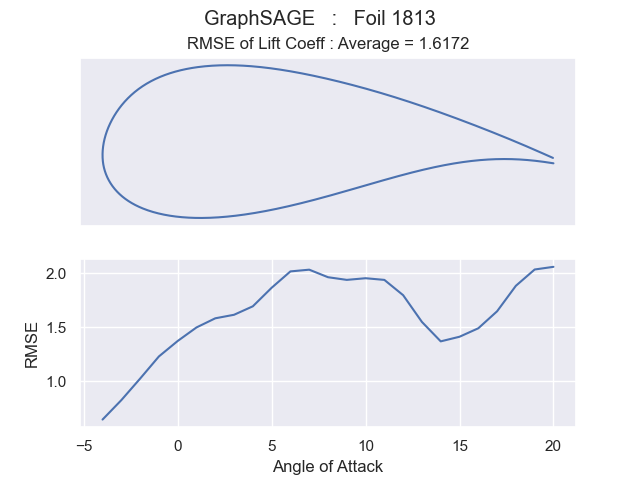 GraphSAGE   :   Foil 1813
RMSE of Lift Coeff : Average = 1.6172
2.0
1.5
1.0
RMSE
−5 0 5 10 15 20
Angle of Attack